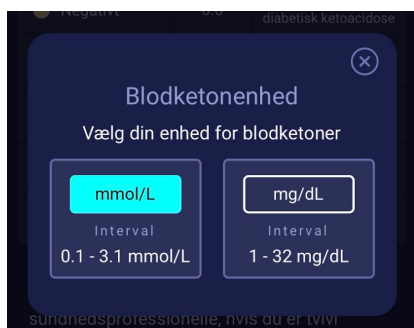 Negativt 0.0
diabetisk ketoacidose
Blodketonenhed
Vælg din enhed for blodketoner
mmol/L
Interval
0.1 - 3.1 mmol/L
mg/dL
Interval
1 - 32 mg/dL
sundhedsprofessionelle, hvis du er tvivl